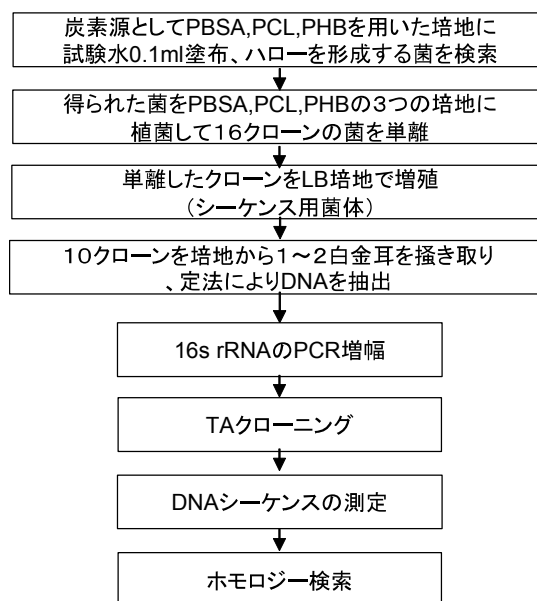 炭素源としてPBSA,PCL,PHBを用いた培地に
試験水0.1ml塗布、ハローを形成する菌を検索
得られた菌をPBSA,PCL,PHBの３つの培地に
植菌して１６クローンの菌を単離
単離したクローンをLB培地で増殖
（シーケンス用菌体）
１０クローンを培地から１～２白金耳を掻き取り
、定法によりDNAを抽出
16s rRNAのPCR増幅
TAクローニング
DNAシーケンスの測定
ホモロジー検索